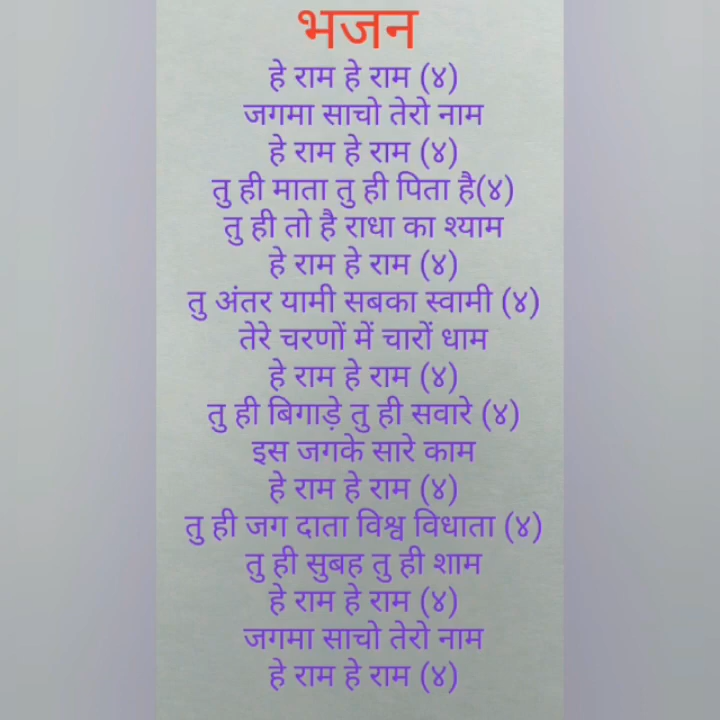 भजन
हे राम हे राम (४)
जगमा साचो तेरो नाम
हे राम हे राम (४)
तु ही माता तु ही पिता है(४)
तु ही तो है राधा का श्याम
हे राम हे राम (४)
तु अंतर यामी सबका स्वामी (४)
तेरे चरणों में चारों धाम
हे राम हे राम (४)
तु ही बिगाड़े तु ही सवारे (४)
इस जगके सारे काम
हे राम हे राम (४)
तु ही जग दाता विश्व विधाता (४)
तु ही सुबह तु ही शाम
हे राम हे राम (४)
जगमा साचो तेरो नाम
हे राम हे राम (४)